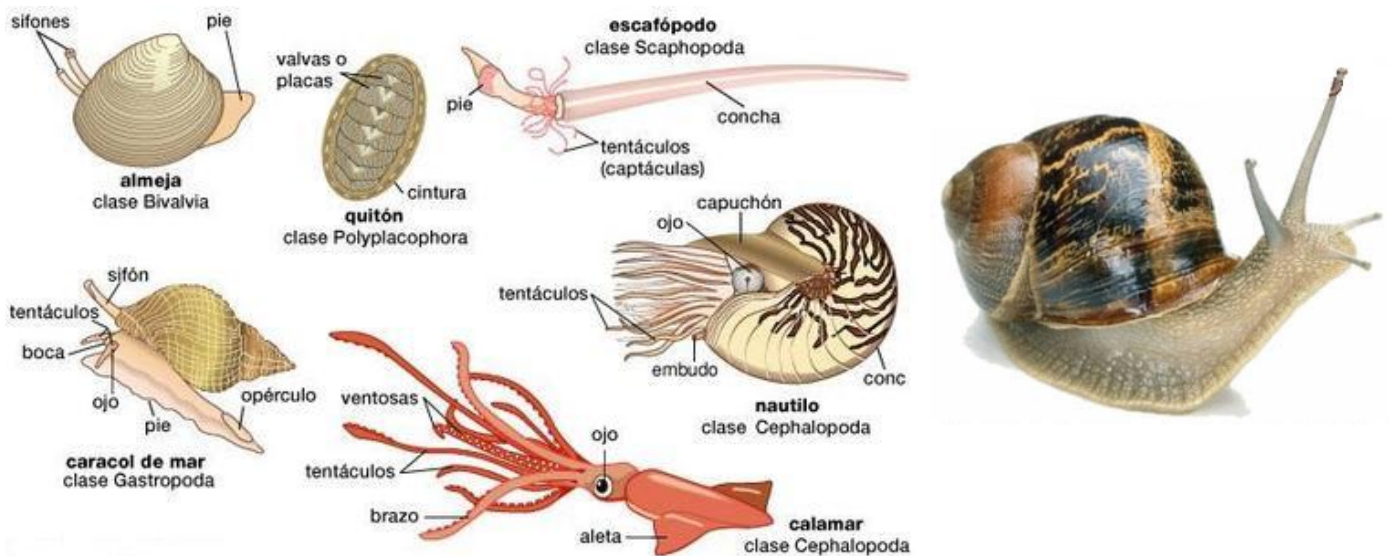 sifones
pie
almeja
clase Bivalvia
valvas o
placas
cintura
quitón
clase Polyplacophora
escafópodo
clase Scaphopoda
pie
concha
tentáculos
(captáculas)
sifón
tentáculos
boca
ojo
pie
opérculo
caracol de mar
clase Gastropoda
capuchón
ojo
tentáculos
embudo
conc
nautilo
clase Cephalopoda
ventosas
tentáculos
brazo
ojo
aleta
calamar
clase Cephalopoda